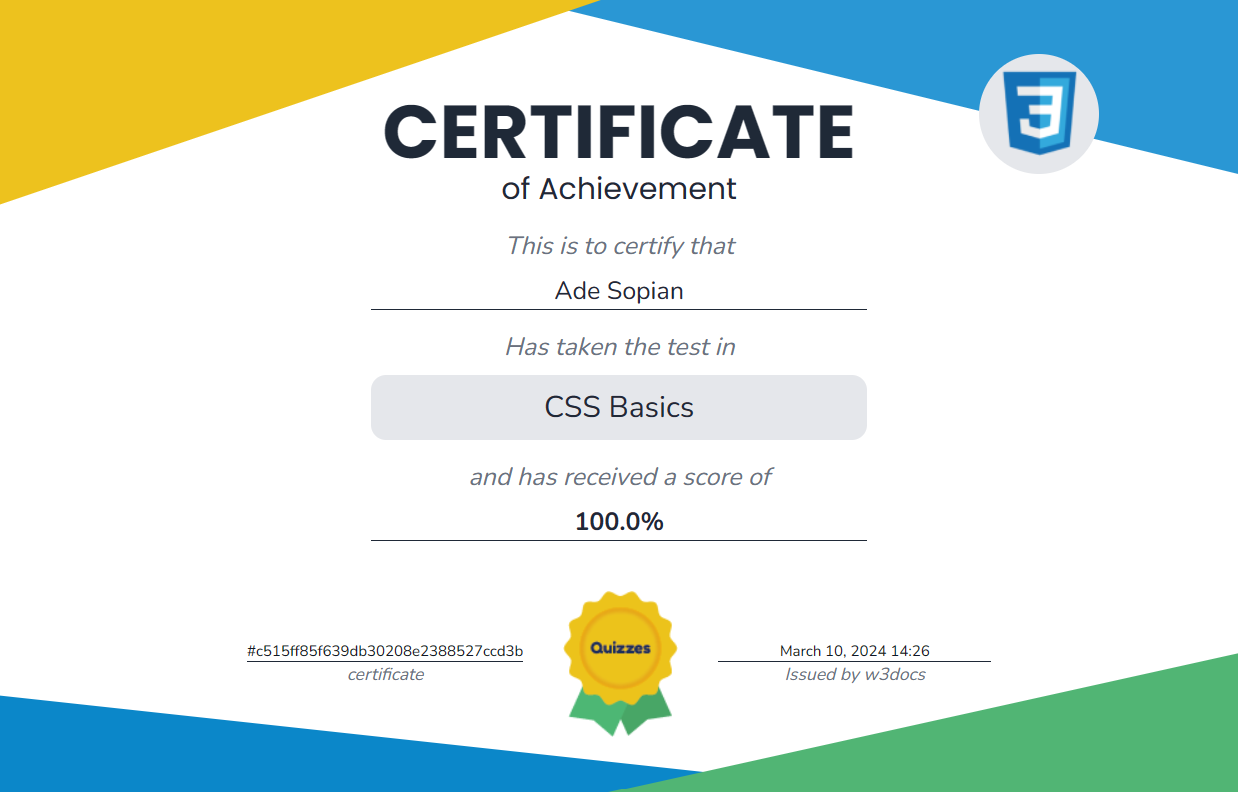 CERTIFICATE
of Achievement
This is to certify that
Ade Sopian
Has taken the test in
CSS Basics
and has received a score of
100.0%
Quizzes
#c515ff85f639db30208e2388527ccd3b
certificate
March 10, 2024 14:26
Issued by w3docs